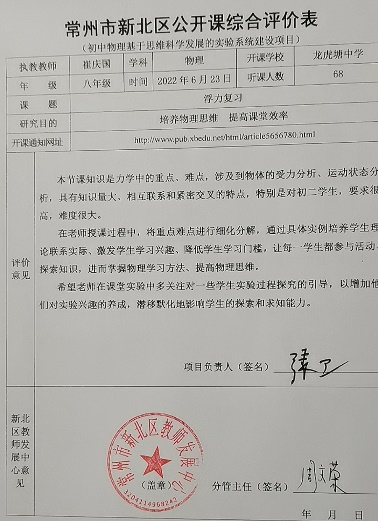 常州市新北区公开课综合评价表
（初中物理基于思维科学发展的实验系统建设项目）
执教教师 崔庆国 学科 物理 开课学校 龙虎塘中学
年 级 八年级 时间 2022年6月23日 听课人数 68
课 题 浮力复习
研究目的 培养物理思维 提高课堂效率
开课通知网址 http://www.pub.xbedu.net/html/article5656780.html
本节课知识是力学中的重点、难点，涉及到物体的受力分析、运动状态分
析，具有知识量大、相互联系和紧密交叉的特点，特别是对初二学生，要求很
高，难度很大。
在老师授课过程中，将重点难点进行细化分解，通过具体实例培养学生理
论联系实际、激发学生学习兴趣、降低学生学习门槛，让每一学生都参与活动、
探索知识，进而掌握物理学习方法、提高物理思维。
希望老师在课堂实验中多关注对一些学生实验过程探究的引导，以增加他
们对实验兴趣的养成，潜移默化地影响学生的探索和求知能力。
评价
意见
项目负责人（签名）
新北
区教
师发
展中
心意
见
常州市新北区教师发展中心
（盖章）
3204114969242
分管主任（签名）
年 月 日